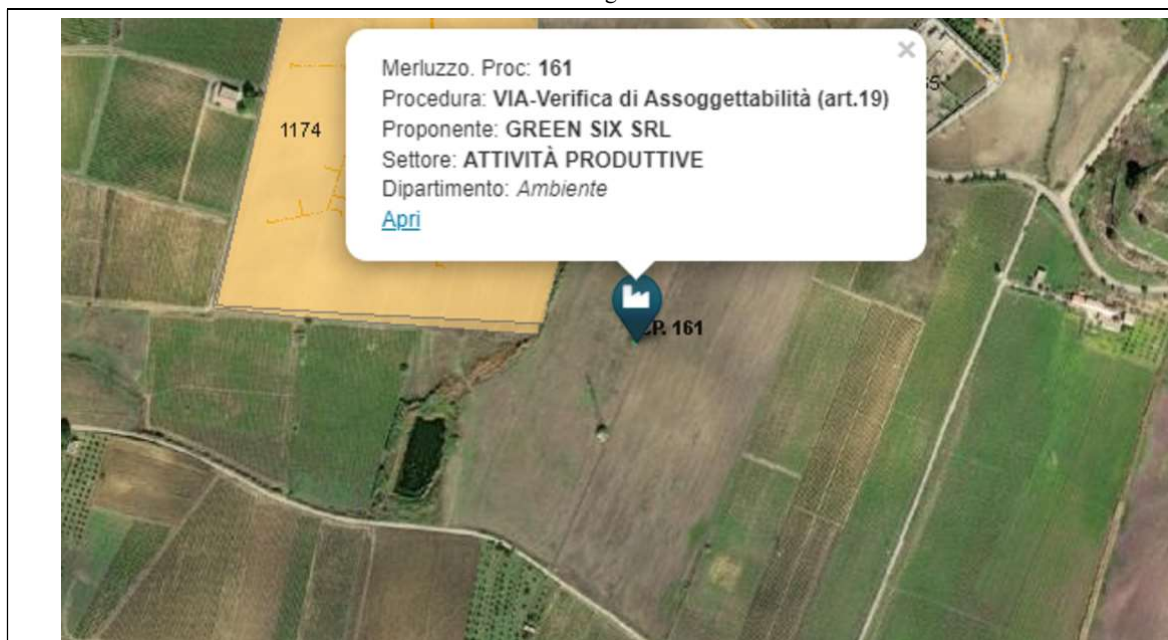 Merluzzo. Proc: 161
Procedura: VIA-Verifica di Assoggettabilità (art.19)
Proponente: GREEN SIX SRL
Settore: ATTIVITÀ PRODUTTIVE
Dipartimento: Ambiente
Apri
1174
P. 161